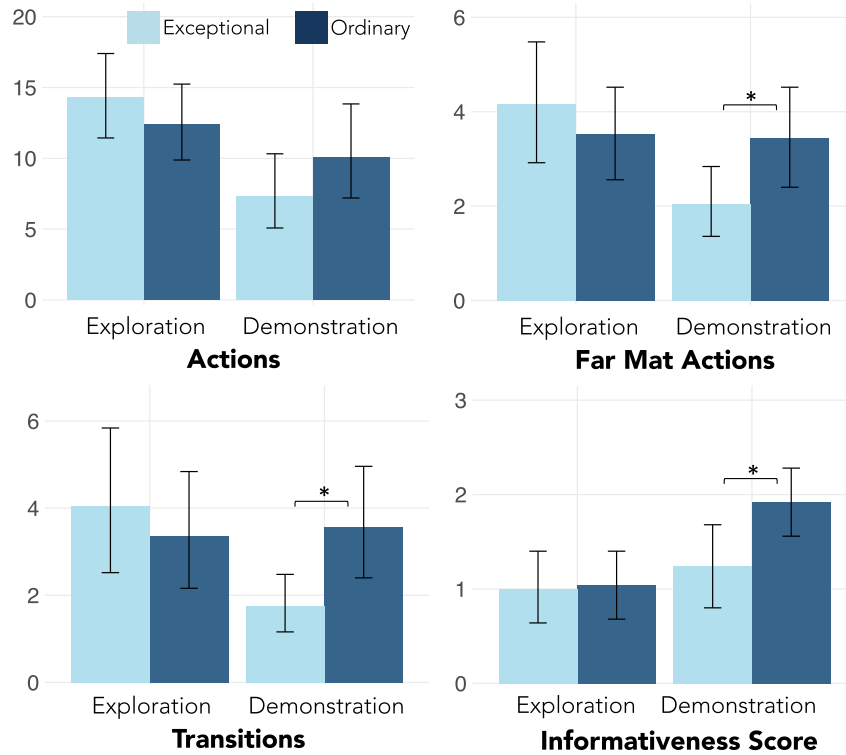 20
Exceptional
Ordinary
15
10
5
0
Exploration
Demonstration
Actions
6
4
*
2
0
Exploration
Demonstration
Far Mat Actions
6
4
*
2
0
Exploration
Demonstration
Transitions
3
2
*
1
0
Exploration
Demonstration
Informativeness Score